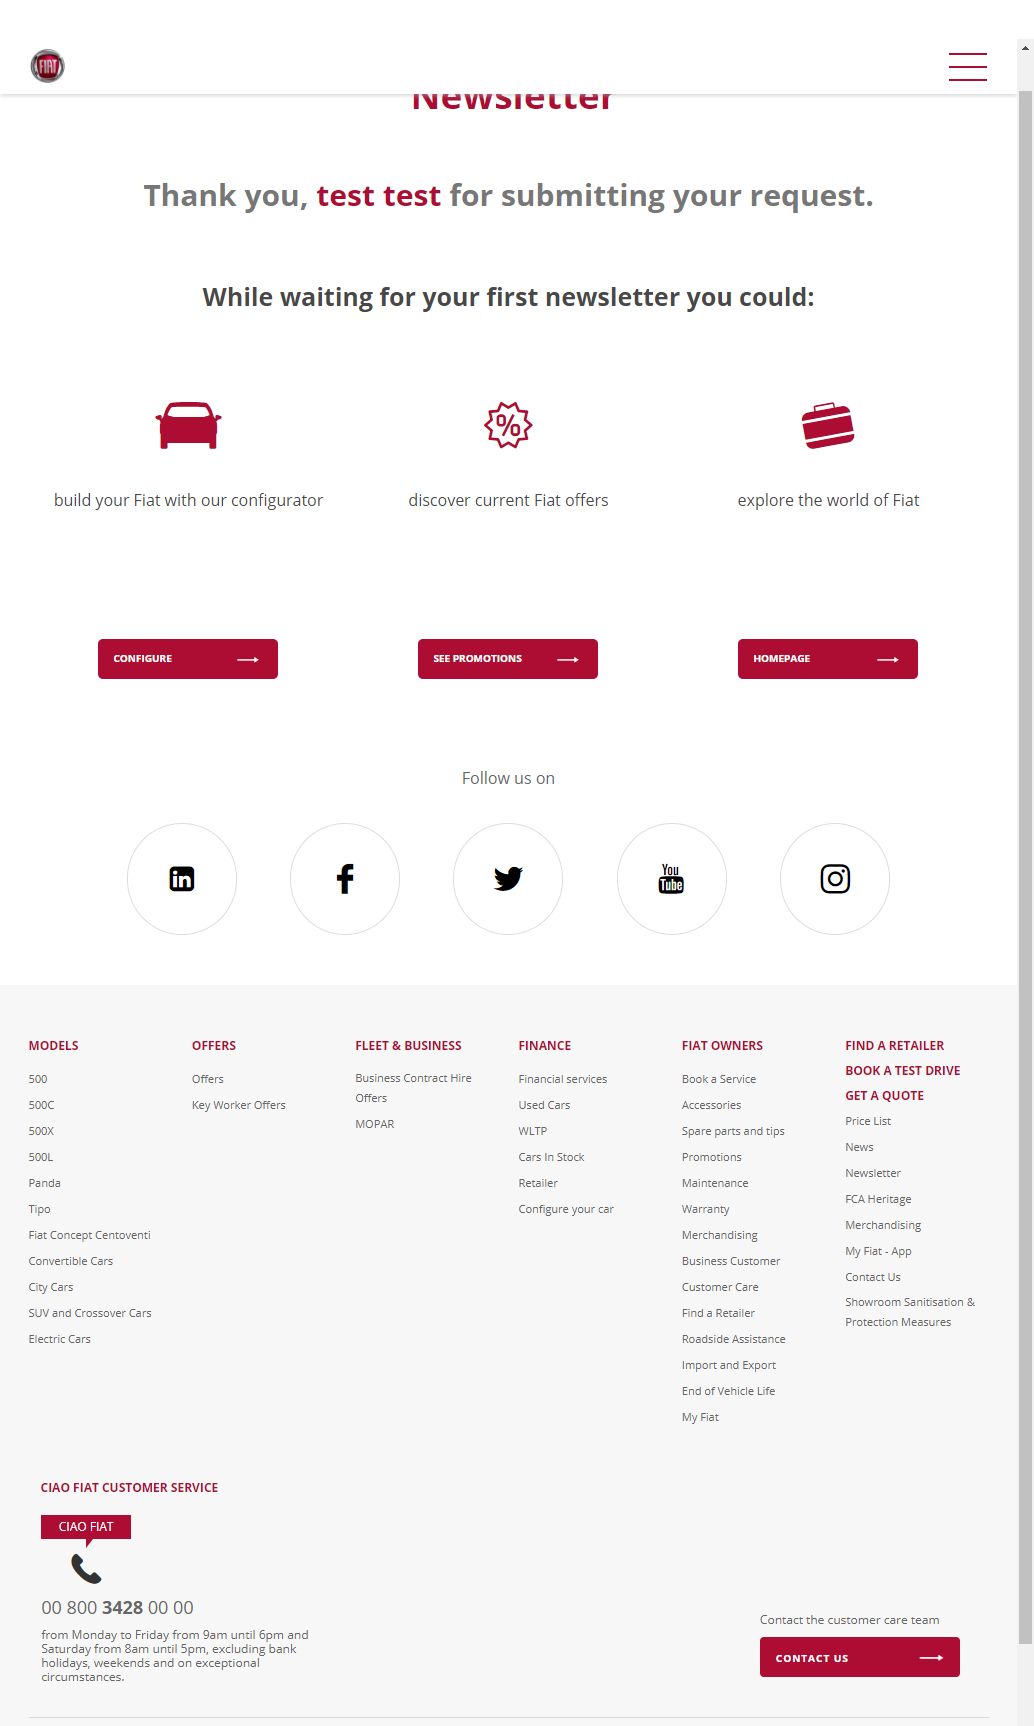 FIAT
Newsletter
Thank you, test test for submitting your request.
While waiting for your first newsletter you could:
build your Fiat with our configurator
discover current Fiat offers
explore the world of Fiat
CONFIGURE
SEE PROMOTIONS
HOMEPAGE
Follow us on
in
f
You
Tube
MODELS
500
500C
500X
500L
Panda
Tipo
Fiat Concept Centoventi
Convertible Cars
City Cars
SUV and Crossover Cars
Electric Cars
OFFERS
Offers
Key Worker Offers
FLEET & BUSINESS
Business Contract Hire
Offers
MOPAR
FINANCE
Financial services
Used Cars
WLTP
Cars In Stock
Retailer
Configure your car
FIAT OWNERS
Book a Service
Accessories
Spare parts and tips
Promotions
Maintenance
Warranty
Merchandising
Business Customer
Customer Care
Find a Retailer
Roadside Assistance
Import and Export
End of Vehicle Life
My Fiat
FIND A RETAILER
BOOK A TEST DRIVE
GET A QUOTE
Price List
News
Newsletter
FCA Heritage
Merchandising
My Fiat - App
Contact Us
Showroom Sanitisation &
Protection Measures
CIAO FIAT CUSTOMER SERVICE
CIAO FIAT
00 800 3428 00 00
from Monday to Friday from 9am until 6pm and
Saturday from 8am until 5pm, excluding bank
holidays, weekends and on exceptional
circumstances.
Contact the customer care team
CONTACT US